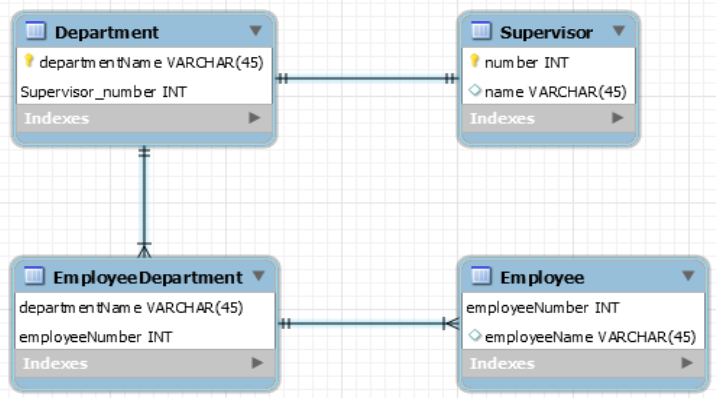 Department
departmentName VARCHAR(45)
Supervisor_number INT
Indexes
Supervisor
number INT
name VARCHAR(45)
Indexes
EmployeeDepartment
departmentName VARCHAR(45)
employeeNumber INT
Indexes
Employee
employeeNumber INT
employeeName VARCHAR(45)
Indexes